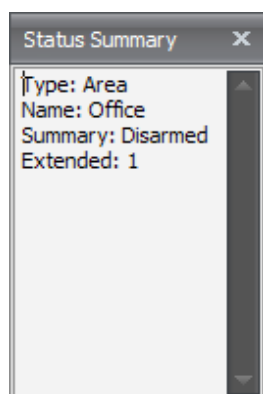 Status Summary
Type: Area
Name: Office
Summary: Disarmed
Extended: 1